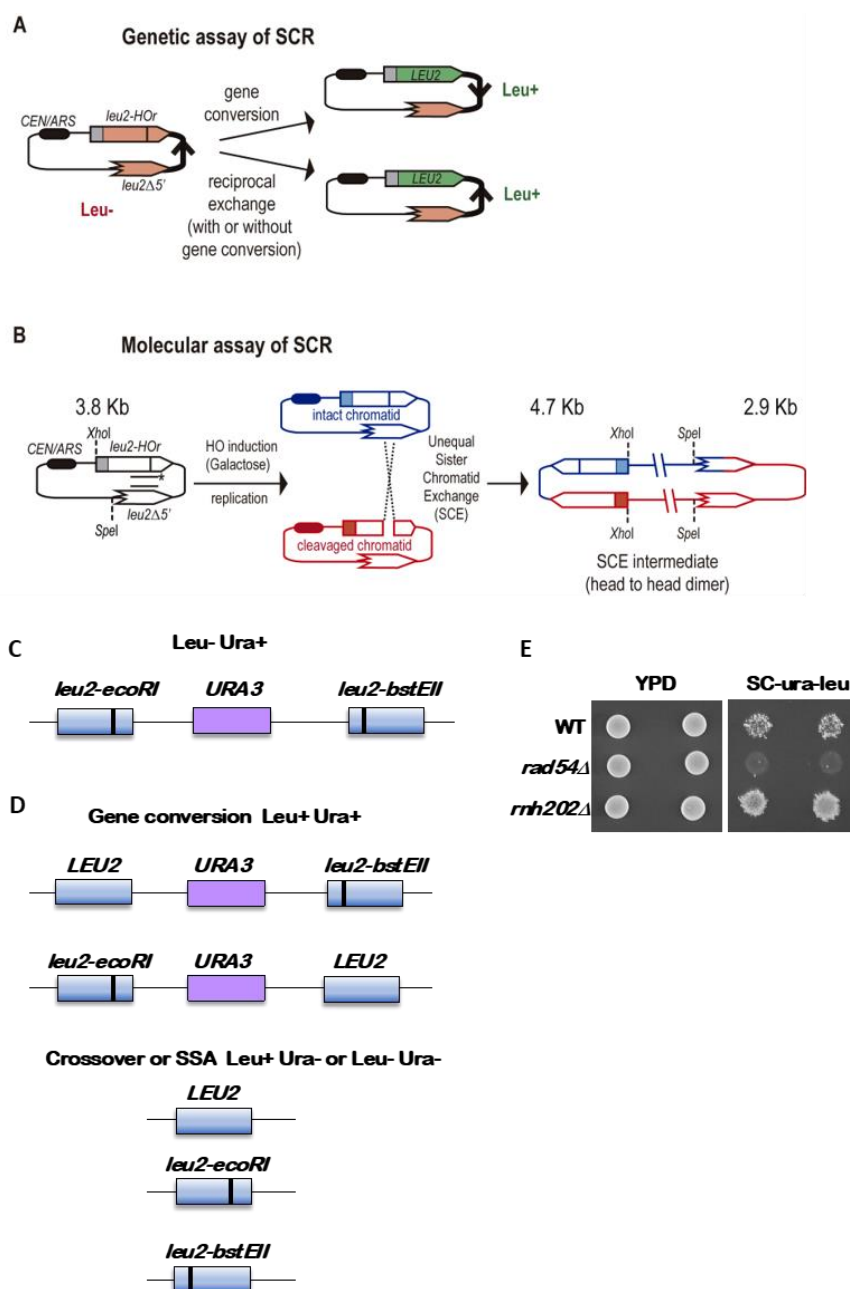 A
Genetic assay of SCR
CEN/ARS
leu2-HOr
leu2Δ5'
Leu-
gene
conversion
reciprocal
exchange
(with or without
gene conversion)
LEU2
Leu+
LEU2
Leu+
B
Molecular assay of SCR
3.8 Kb
XhoI
CEN/ARS
leu2-HOr
*
leu2Δ5'
SpeI
HO induction
(Galactose)
replication
intact chromatid
cleavaged chromatid
Unequal
Sister
Chromatid
Exchange
(SCE)
4.7 Kb
2.9 Kb
XhoI
SpeI
XhoI
SpeI
SCE intermediate
(head to head dimer)
C
Leu- Ura+
leu2-ecoRI
URA3
leu2-bstEII
D
Gene conversion Leu+ Ura+
LEU2
URA3
leu2-bstEII
leu2-ecoRI
URA3
LEU2
Crossover or SSA Leu+ Ura- or Leu- Ura-
LEU2
leu2-ecoRI
leu2-bstEII
E
YPD
SC-ura-leu
WT
rad54Δ
rnh202Δ